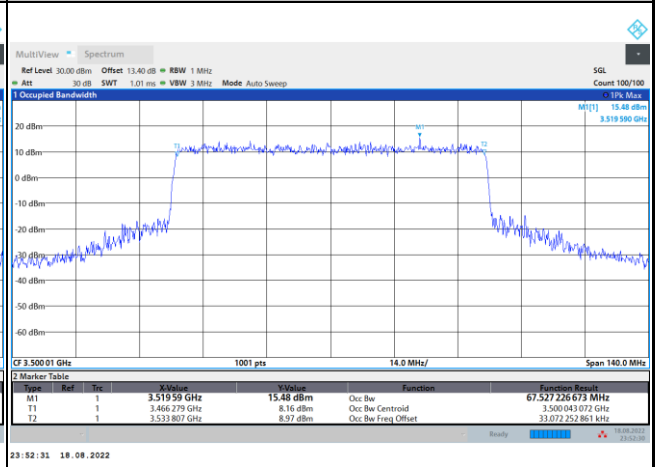 MultiView Spectrum
Ref Level 30.00 dBm Offset 13.40 dB RBW 1 MHz SGL
Att 30 dB SWT 1.01 ms VBW 3 MHz Mode Auto Sweep Count 100/100
1 Occupied Bandwidth 1Pk Max
M1[1] 15.48 dBm
3.519 590 GHz
20 dBm
M1
T1 T2
10 dBm
0 dBm
-10 dBm
-20 dBm
-30 dBm
-40 dBm
-50 dBm
-60 dBm
CF 3.500 01 GHz 1001 pts 14.0 MHz/ Span 140.0 MHz
2 Marker Table
Type Ref Trc X-Value Y-Value Function Function Result
M1 1 3.519 59 GHz 15.48 dBm Occ Bw 67.527 226 673 MHz
T1 1 3.466 279 GHz 8.16 dBm Occ Bw Centroid 3.500 043 072 GHz
T2 1 3.533 807 GHz 8.97 dBm Occ Bw Freq Offset 33.072 252 861 kHz
Ready 18.08.2022
23:52:30
23:52:31 18.08.2022